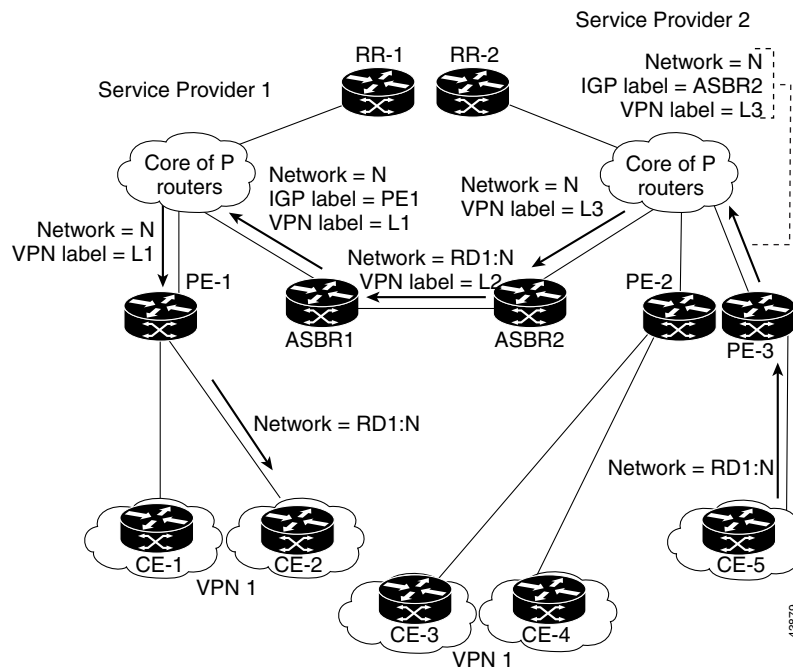 Service Provider 2
RR-1
RR-2
Network = N
IGP label = ASBR2
VPN label = L3
Service Provider 1
Core of P
routers
Network = N
IGP label = PE1
VPN label = L1
Network = N
VPN label = L3
Core of P
routers
Network = N
VPN label = L1
Network = RD1:N
VPN label = L2
PE-1
PE-2
ASBR1
ASBR2
PE-3
Network = RD1:N
Network = RD1:N
CE-1
CE-2
CE-5
VPN 1
CE-3
CE-4
VPN 1